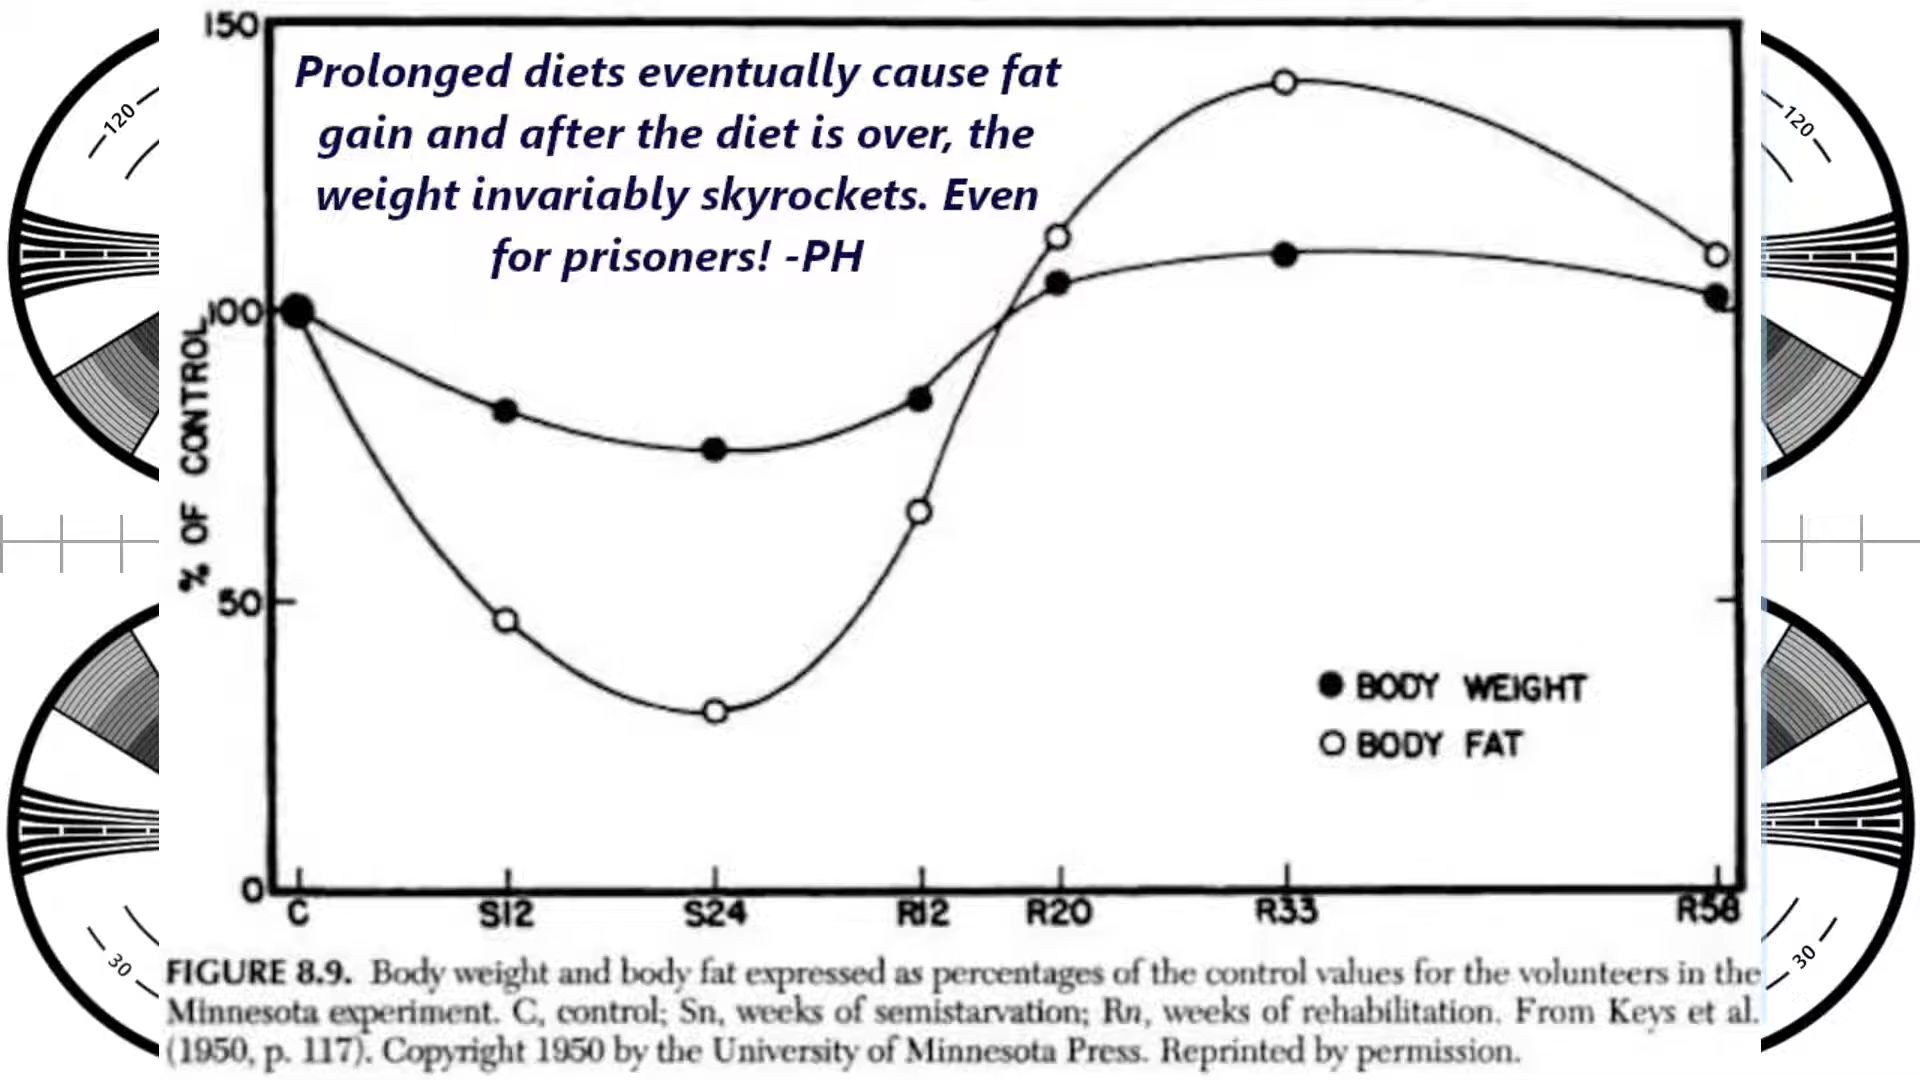 150
Prolonged diets eventually cause fat
gain and after the diet is over, the
weight invariably skyrockets. Even
for prisoners! -PH
120
120
100
% OF CONTROL
50
BODY WEIGHT
BODY FAT
0
C S12 S24 R12 R20 R33 R58
30
30
FIGURE 8.9. Body weight and body fat expressed as percentages of the control values for the volunteers in the
Minnesota experiment. C, control; Sn, weeks of semistarvation; Rn, weeks of rehabilitation. From Keys et al.
(1950, p. 117). Copyright 1950 by the University of Minnesota Press. Reprinted by permission.